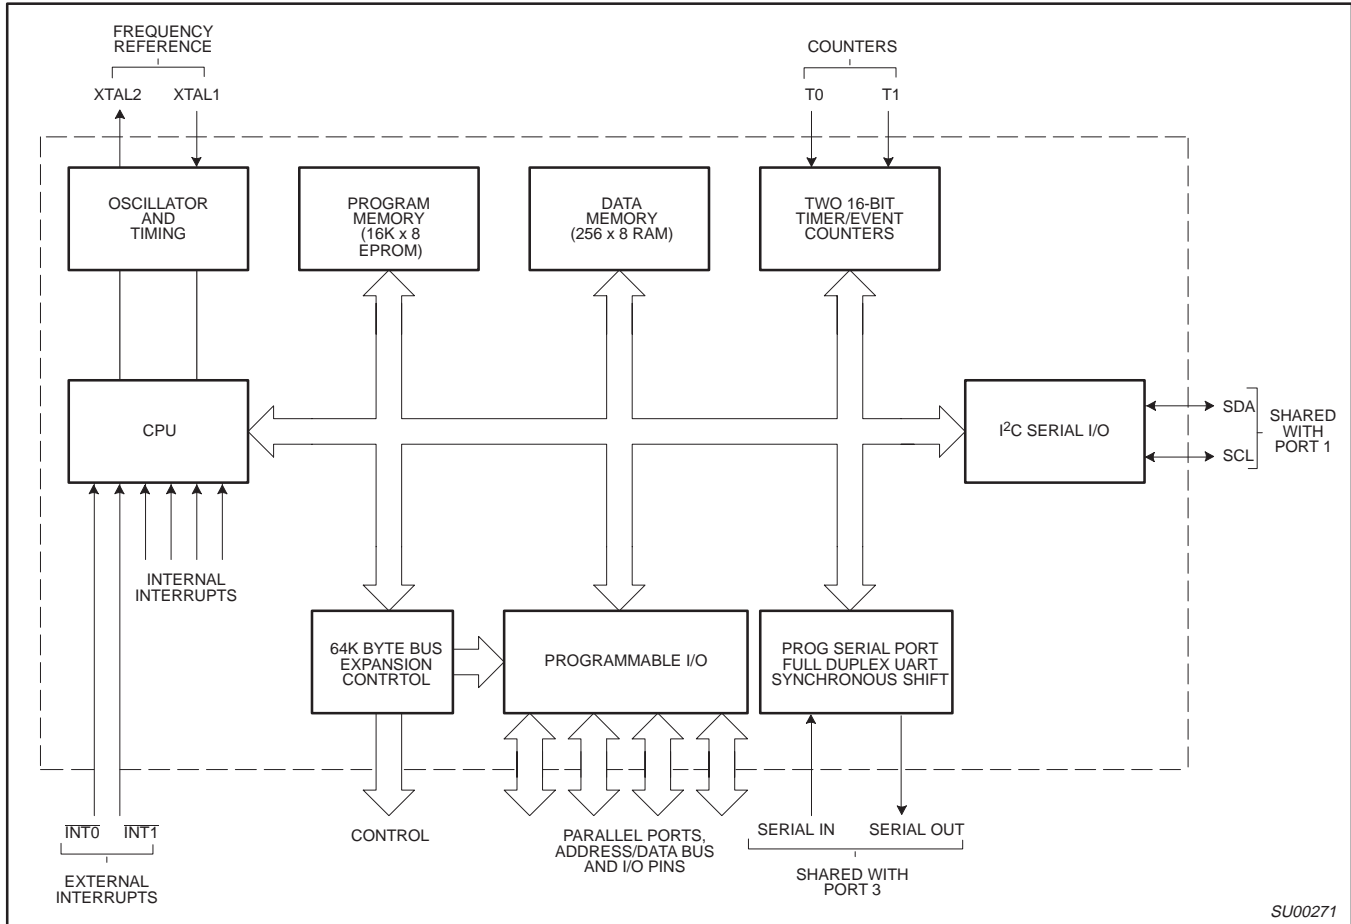 FREQUENCY
REFERENCE
COUNTERS
XTAL2
XTAL1
T0
T1
OSCILLATOR
AND
TIMING
PROGRAM
MEMORY
(16K x 8
EPROM)
DATA
MEMORY
(256 x 8 RAM)
TWO 16-BIT
TIMER/EVENT
COUNTERS
CPU
I²C SERIAL I/O
SDA
SCL
SHARED
WITH
PORT 1
INTERNAL
INTERRUPTS
64K BYTE BUS
EXPANSION
CONTRTOL
PROGRAMMABLE I/O
PROG SERIAL PORT
FULL DUPLEX UART
SYNCHRONOUS SHIFT
INT0
INT1
EXTERNAL
INTERRUPTS
CONTROL
PARALLEL PORTS,
ADDRESS/DATA BUS
AND I/O PINS
SERIAL IN
SERIAL OUT
SHARED WITH
PORT 3
SU00271